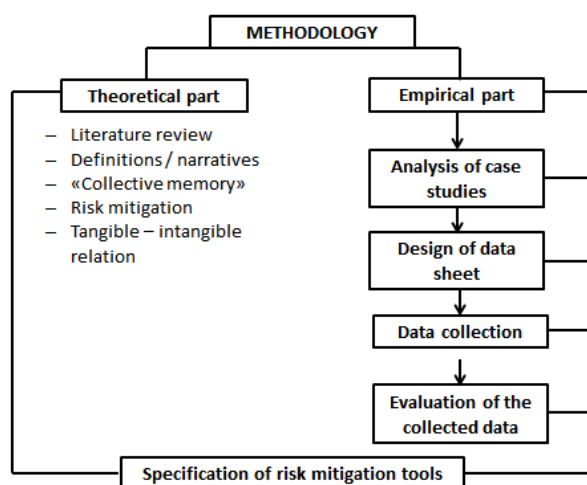 METHODOLOGY
Theoretical part
– Literature review
– Definitions / narratives
– «Collective memory»
– Risk mitigation
– Tangible – intangible
relation
Empirical part
Analysis of case
studies
Design of data
sheet
Data collection
Evaluation of the
collected data
Specification of risk mitigation tools